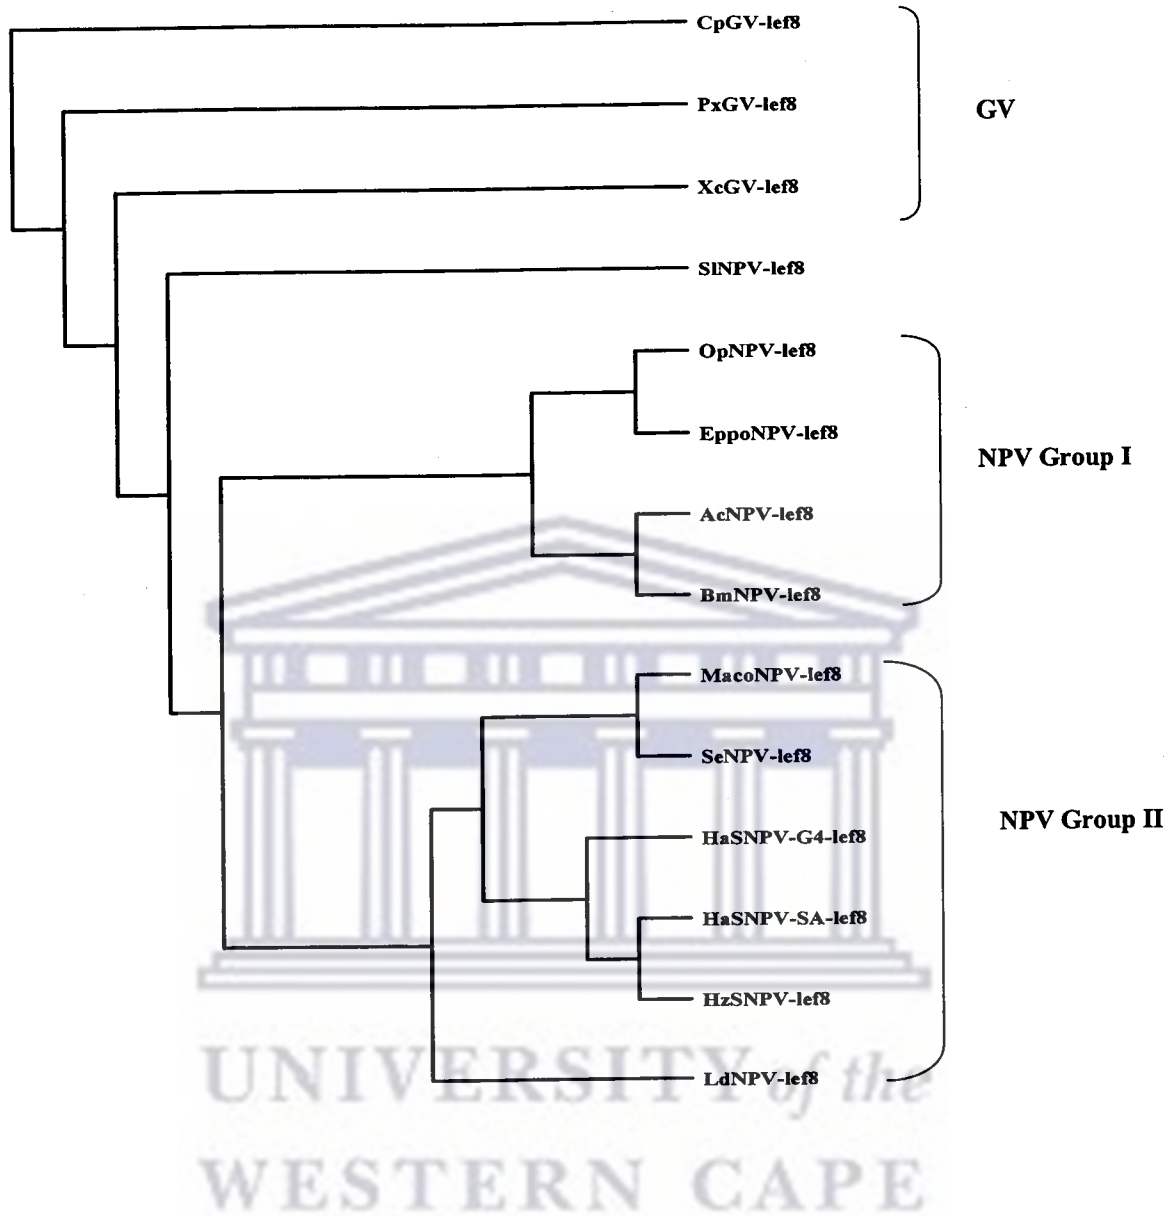 CpGV-lef8
PxGV-lef8
GV
XcGV-lef8
SlNPV-lef8
OpNPV-lef8
EppoNPV-lef8
NPV Group I
AcNPV-lef8
BmNPV-lef8
MacoNPV-lef8
SeNPV-lef8
NPV Group II
HaSNPV-G4-lef8
HaSNPV-SA-lef8
HzSNPV-lef8
LdNPV-lef8
UNIVERSITY of the
WESTERN CAPE